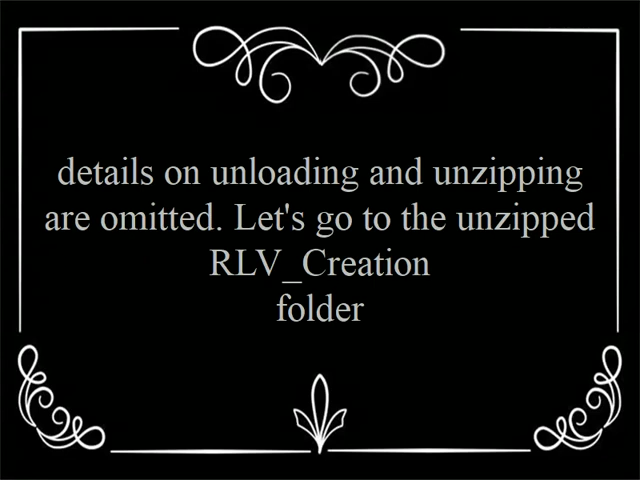 details on unloading and unzipping
are omitted. Let's go to the unzipped
RLV_Creation
folder